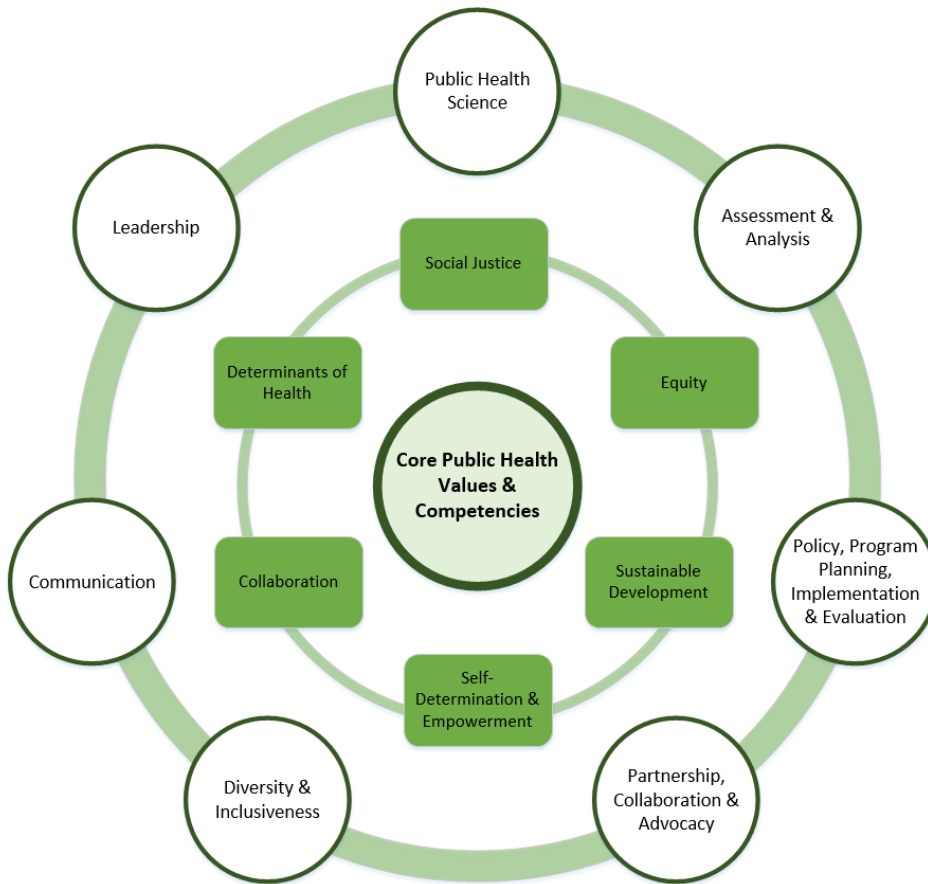 Public Health
Science
Leadership
Assessment &
Analysis
Social Justice
Determinants of
Health
Equity
Core Public Health
Values &
Competencies
Communication
Collaboration
Sustainable
Development
Policy, Program
Planning,
Implementation
& Evaluation
Self-
Determination &
Empowerment
Diversity &
Inclusiveness
Partnership,
Collaboration &
Advocacy